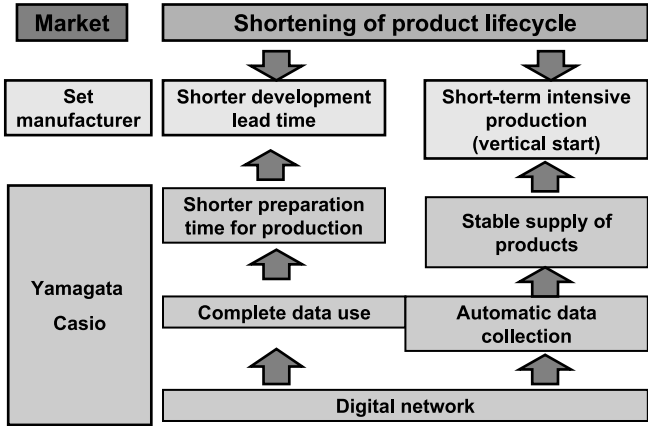 Market
Shortening of product lifecycle
Set
manufacturer
Shorter development
lead time
Short-term intensive
production
(vertical start)
Yamagata
Casio
Shorter preparation
time for production
Stable supply of
products
Complete data use
Automatic data
collection
Digital network